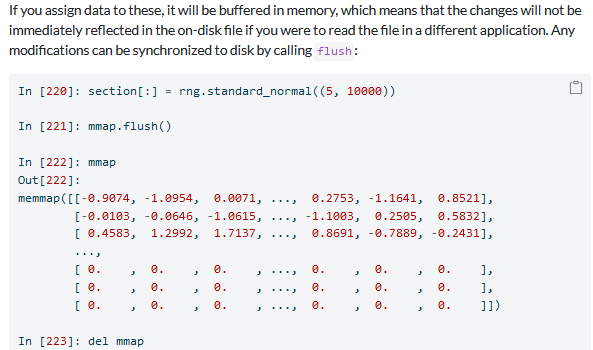 If you assign data to these, it will be buffered in memory, which means that the changes will not be
immediately reflected in the on-disk file if you were to read the file in a different application. Any
modifications can be synchronized to disk by calling flush:
In [220]: section[:] = rng.standard_normal((5, 10000))
In [221]: mmap.flush()
In [222]: mmap
Out[222]:
memmap([[-0.9074, -1.0954,  0.0071, ...,  0.2753, -1.1641,  0.8521],
        [-0.0103, -0.0646, -1.0615, ..., -1.1003,  0.2505,  0.5832],
        [ 0.4583,  1.2992,  1.7137, ...,  0.8691, -0.7889, -0.2431],
        ...,
        [ 0.    ,  0.    ,  0.    , ...,  0.    ,  0.    ,  0.    ],
        [ 0.    ,  0.    ,  0.    , ...,  0.    ,  0.    ,  0.    ],
        [ 0.    ,  0.    ,  0.    , ...,  0.    ,  0.    ,  0.    ]])
In [223]: del mmap